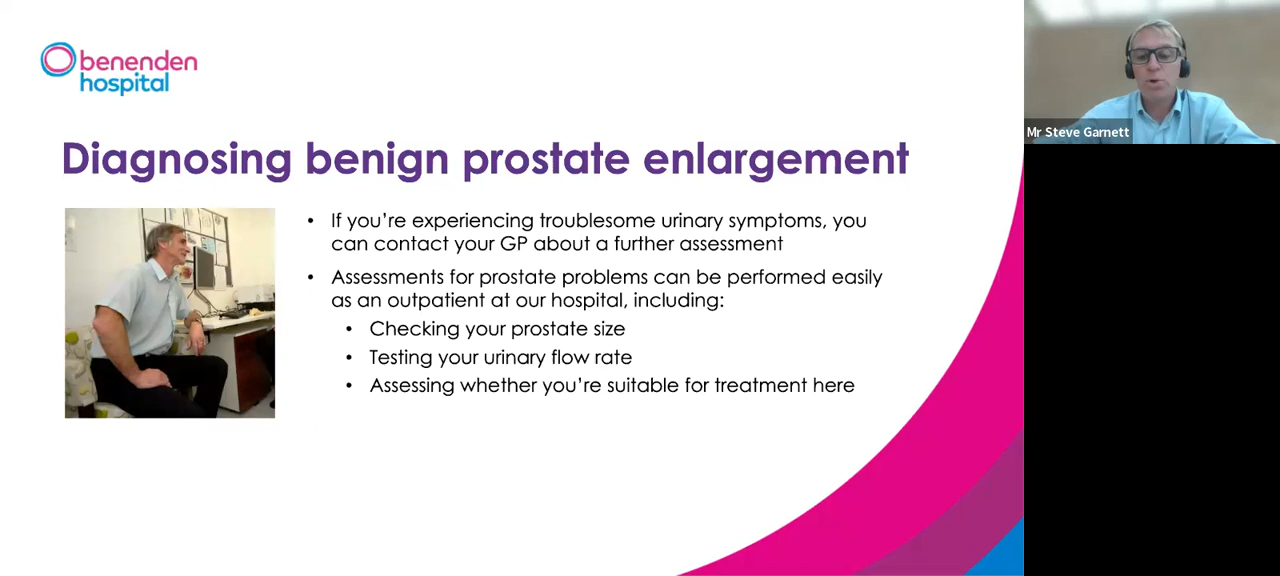 benenden
hospital
Mr Steve Garnett
Diagnosing benign prostate enlargement
• If you're experiencing troublesome urinary symptoms, you
can contact your GP about a further assessment
• Assessments for prostate problems can be performed easily
as an outpatient at our hospital, including:
• Checking your prostate size
• Testing your urinary flow rate
• Assessing whether you're suitable for treatment here